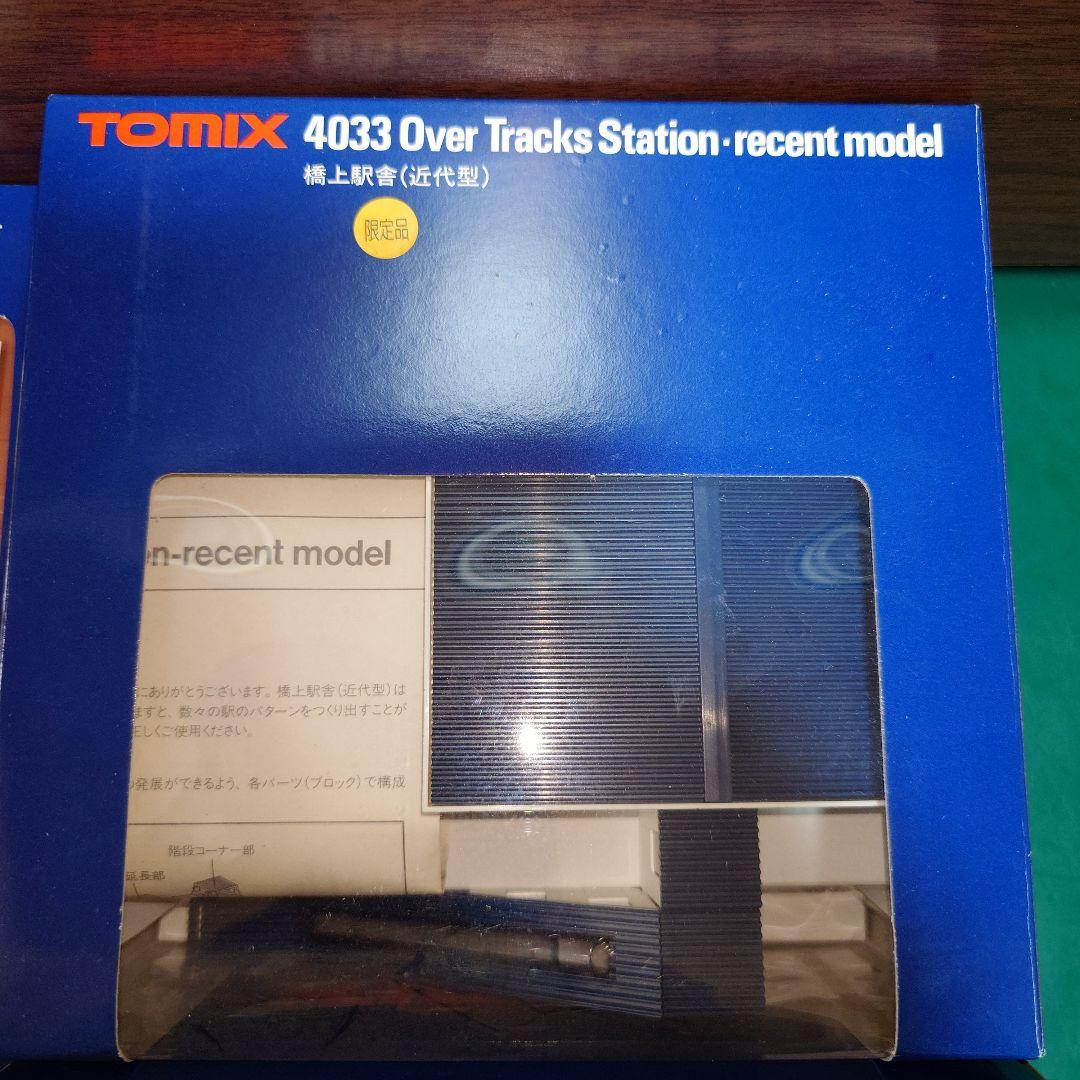 TOMIX 4033 Over Tracks Station・recent model
橋上駅舎(近代型)
限定品
on-recent model
にありがとうございます。橋上駅舎(近代型)は
ますと、数々の駅のパターンをつくり出すことが
正しくご使用ください。
発展ができるよう、各パーツ(ブロック)で構成
階段コーナー部
延長部